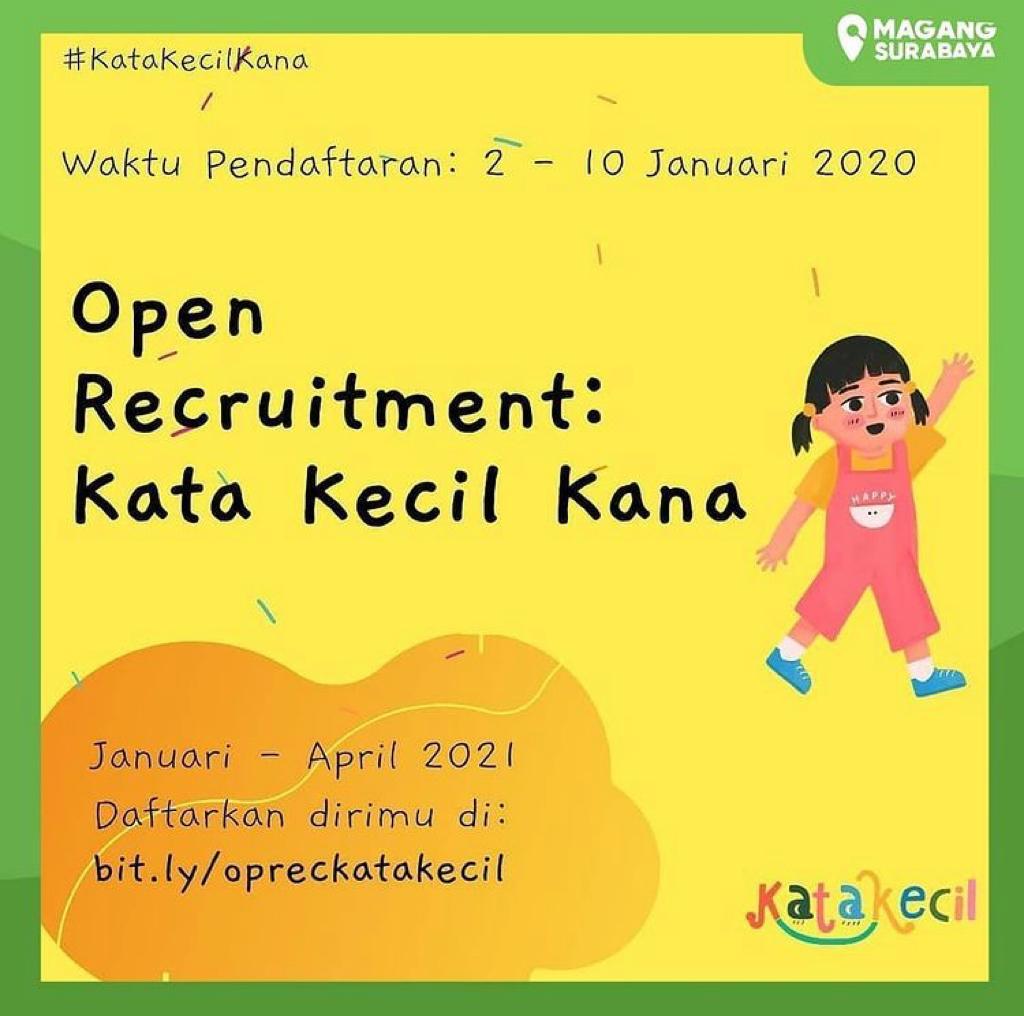 #KataKecilKana
MAGANG
SURABAYA
Waktu Pendaftaran: 2 - 10 Januari 2020
Open
Recruitment:
Kata Kecil Kana
HAPPY
Januari - April 2021
Daftarkan dirimu di:
bit.ly/opreckatakecil
KataKecil